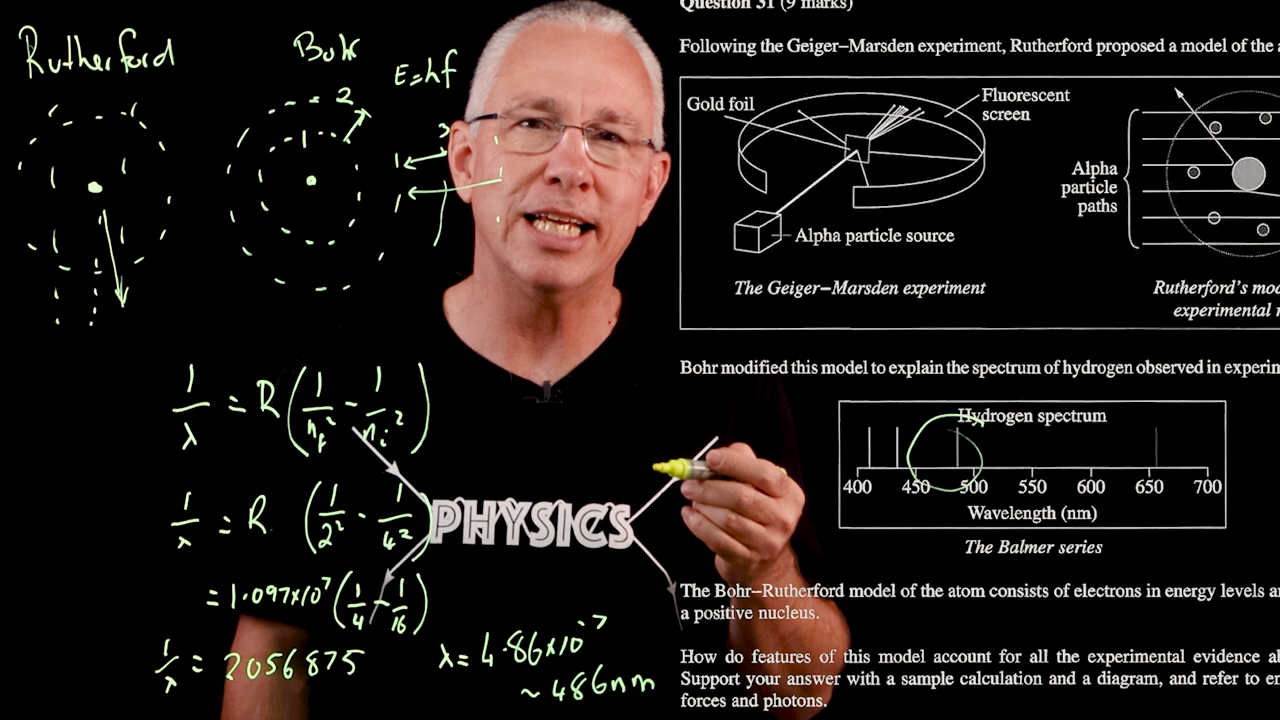 Rutherford
Bohr
E=hf
2
1
3
1/λ = R(1/nf² - 1/ni²)
1/λ = R (1/2² - 1/4²)
= 1.097×10⁷(1/4 - 1/16)
1/λ = 2056875
λ = 4.86×10⁻⁷
~ 486nm
PHYSICS
Question 31 (9 marks)
Following the Geiger–Marsden experiment, Rutherford proposed a model of the
Gold foil
Fluorescent
screen
Alpha particle source
The Geiger–Marsden experiment
Alpha
particle
paths
Rutherford's
experimental
Bohr modified this model to explain the spectrum of hydrogen observed in
Hydrogen spectrum
400 450 500 550 600 650 700
Wavelength (nm)
The Balmer series
The Bohr–Rutherford model of the atom consists of electrons in energy levels
a positive nucleus.
How do features of this model account for all the experimental evidence
Support your answer with a sample calculation and a diagram, and refer to
forces and photons.